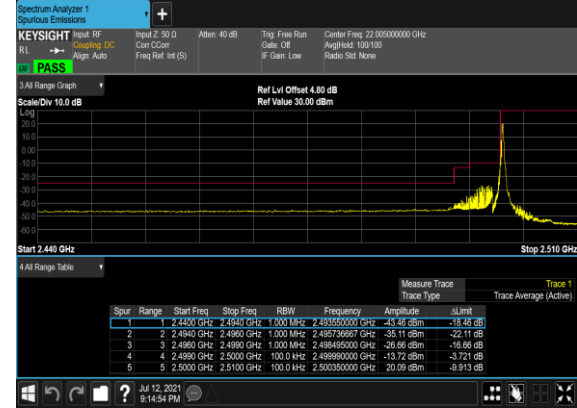 Spectrum Analyzer 1
Spurious Emissions
KEYSIGHT
RL
PASS
Input: RF
Coupling: DC
Align: Auto
Input Z: 50 Ω
Corr CCorr
Freq Ref: Int (S)
Atten: 40 dB
Trig: Free Run
Gate: Off
IF Gain: Low
Center Freq: 22.005000000 GHz
Avg|Hold: 100/100
Radio Std: None
3 All Range Graph
Scale/Div 10.0 dB
Ref Lvl Offset 4.80 dB
Ref Value 30.00 dBm
Log
20.0
10.0
0.00
-10.0
-20.0
-30.0
-40.0
-50.0
-60.0
Start 2.440 GHz
Stop 2.510 GHz
4 All Range Table
Measure Trace Trace 1
Trace Type Trace Average (Active)
Spur Range Start Freq Stop Freq RBW Frequency Amplitude ΔLimit
1 1 2.4400 GHz 2.4940 GHz 1.000 MHz 2.493550000 GHz -43.46 dBm -18.46 dB
2 2 2.4940 GHz 2.4960 GHz 1.000 MHz 2.495736667 GHz -35.11 dBm -22.11 dB
3 3 2.4960 GHz 2.4990 GHz 1.000 MHz 2.498495000 GHz -26.66 dBm -16.66 dB
4 4 2.4990 GHz 2.5000 GHz 100.0 kHz 2.499990000 GHz -13.72 dBm -3.721 dB
5 5 2.5000 GHz 2.5100 GHz 100.0 kHz 2.500350000 GHz 20.09 dBm -9.913 dB
?
Jul 12, 2021
9:14:54 PM